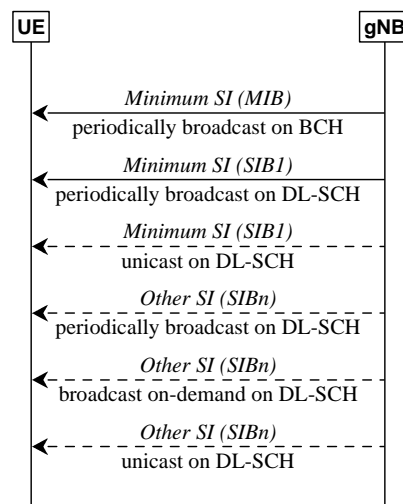 UE gNB
Minimum SI (MIB)
periodically broadcast on BCH
Minimum SI (SIB1)
periodically broadcast on DL-SCH
Minimum SI (SIB1)
unicast on DL-SCH
Other SI (SIBn)
periodically broadcast on DL-SCH
Other SI (SIBn)
broadcast on-demand on DL-SCH
Other SI (SIBn)
unicast on DL-SCH